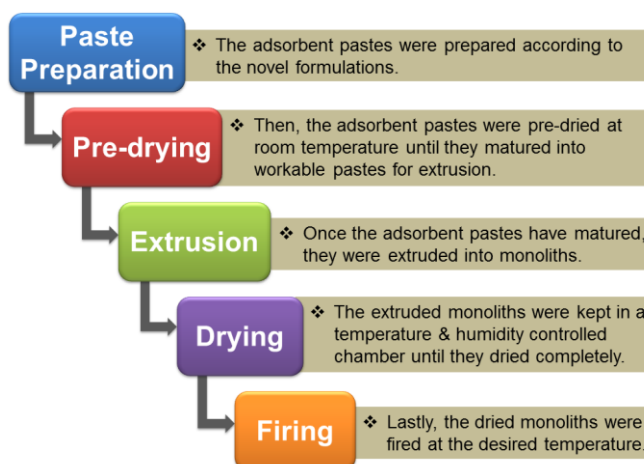 Paste
Preparation
❖ The adsorbent pastes were prepared according to
the novel formulations.
Pre-drying
❖ Then, the adsorbent pastes were pre-dried at
room temperature until they matured into
workable pastes for extrusion.
Extrusion
❖ Once the adsorbent pastes have matured,
they were extruded into monoliths.
Drying
❖ The extruded monoliths were kept in a
temperature & humidity controlled
chamber until they dried completely.
Firing
❖ Lastly, the dried monoliths were
fired at the desired temperature.